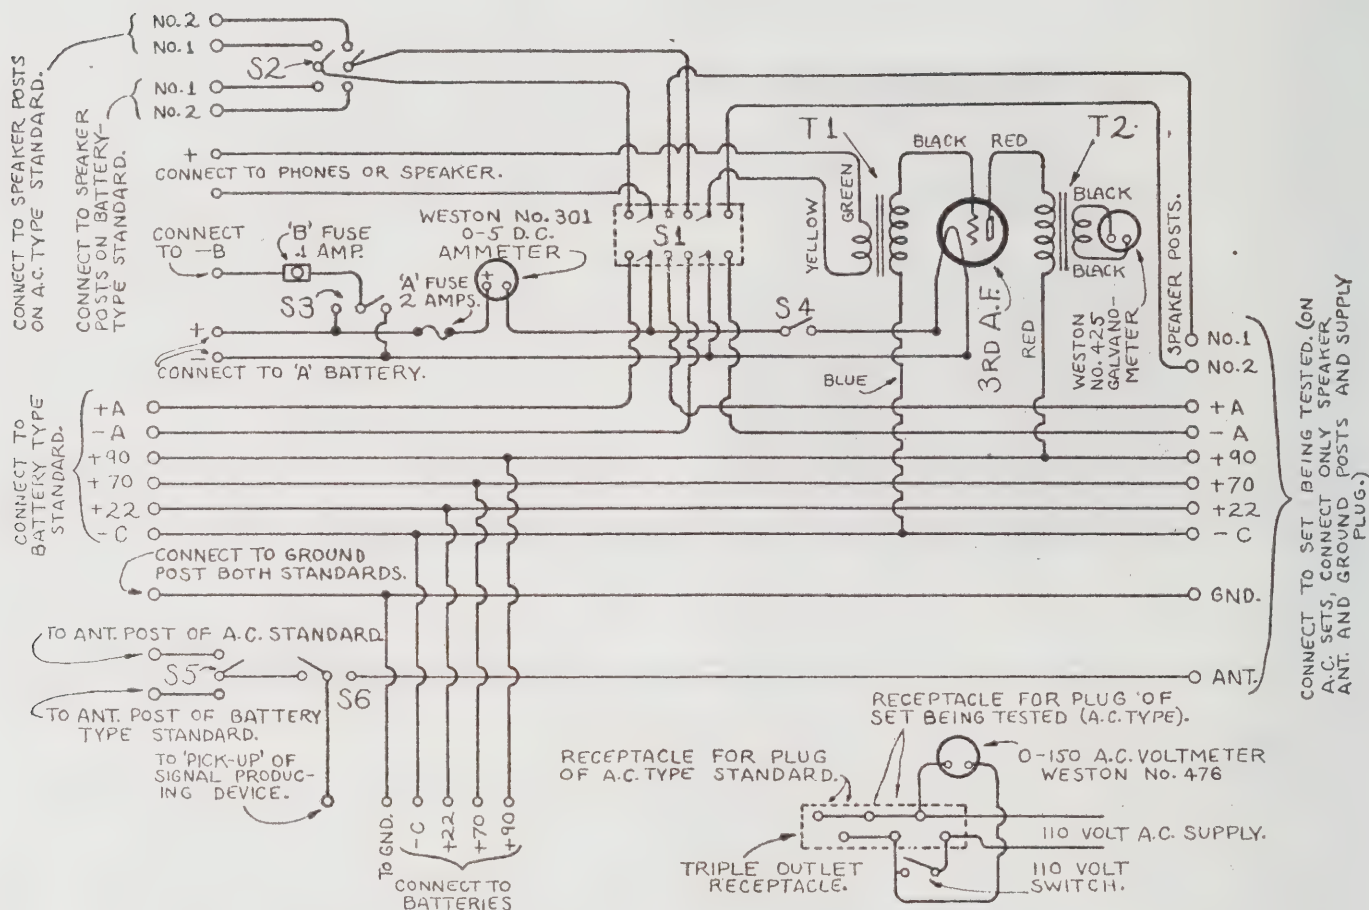 CONNECT TO SPEAKER POSTS
ON A.C. TYPE STANDARD.
NO.2
NO.1
S2
CONNECT TO SPEAKER
POSTS ON BATTERY-
TYPE STANDARD.
NO.1
NO.2
+
CONNECT TO PHONES OR SPEAKER.
-
CONNECT
TO -B
'B' FUSE
.1 AMP.
S3
'A' FUSE
2 AMPS.
WESTON No. 301
0-5 D.C.
AMMETER
+
+
-
CONNECT TO 'A' BATTERY.
S1
S4
T1
GREEN
YELLOW
BLACK
RED
T2
BLACK
BLACK
3RD A.F.
RED
BLUE
WESTON
NO. 425
GALVANO-
METER
SPEAKER POSTS.
NO.1
NO.2
CONNECT TO
BATTERY TYPE
STANDARD.
+A
-A
+90
+70
+22
-C
+A
-A
+90
+70
+22
-C
GND.
ANT.
CONNECT TO SET BEING TESTED. (ON
A.C. SETS, CONNECT ONLY SPEAKER,
ANT. AND GROUND POSTS AND SUPPLY
PLUG.)
CONNECT TO GROUND
POST BOTH STANDARDS.
TO ANT. POST OF A.C. STANDARD
S5
S6
TO ANT. POST OF BATTERY
TYPE STANDARD.
TO 'PICK-UP' OF
SIGNAL PRODUC-
ING DEVICE.
TO GND.
-C
+22
+70
+90
CONNECT TO
BATTERIES
RECEPTACLE FOR PLUG OF
SET BEING TESTED (A.C. TYPE).
RECEPTACLE FOR PLUG
OF A.C. TYPE STANDARD.
0-150 A.C. VOLTMETER
WESTON No. 476
110 VOLT A.C. SUPPLY.
TRIPLE OUTLET
RECEPTACLE.
110 VOLT
SWITCH.